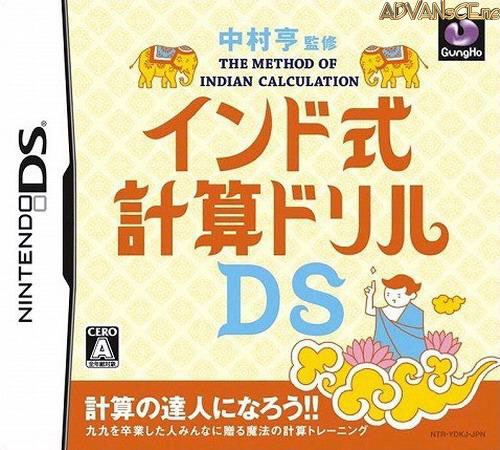 ADVANsCEne
GungHo
中村亨監修
THE METHOD OF
INDIAN CALCULATION
インド式
計算ドリル
DS
NINTENDO DS
CERO
A
全年齢対象
計算の達人になろう!!
九九を卒業した人みんなに贈る魔法の計算トレーニング
NTR-YDKJ-JPN